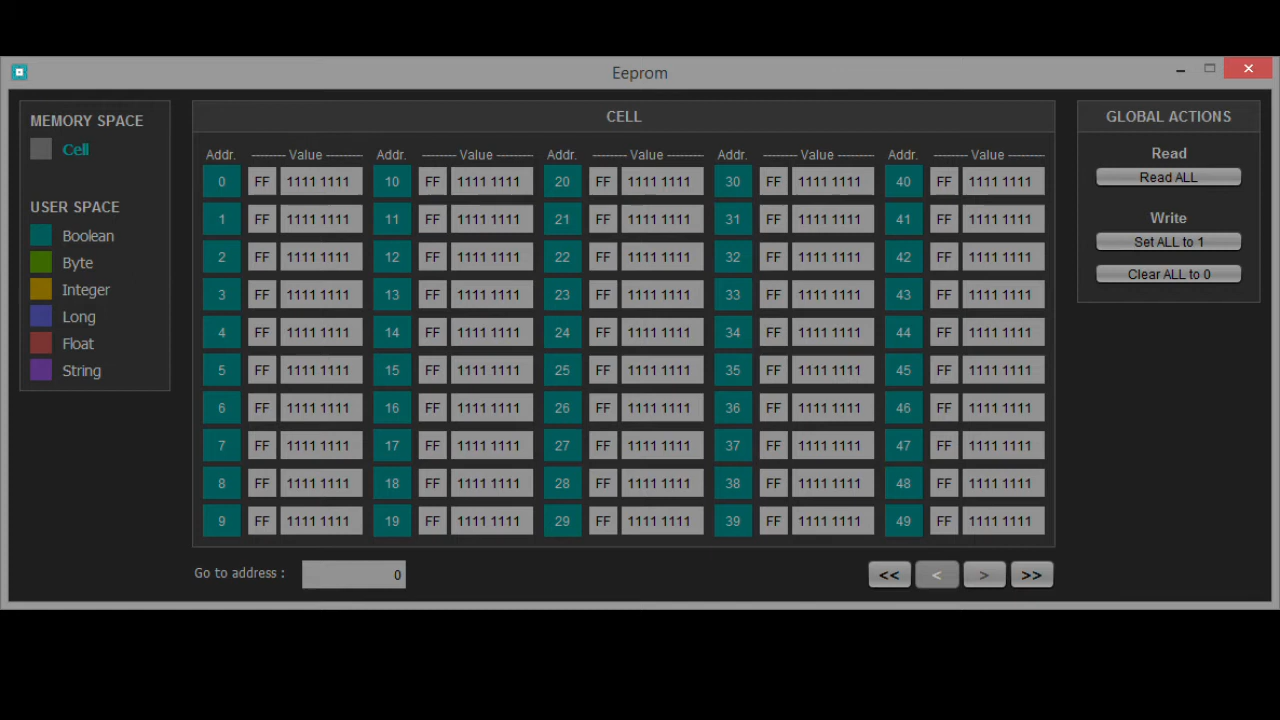 Eeprom
MEMORY SPACE
Cell
USER SPACE
Boolean
Byte
Integer
Long
Float
String
CELL
Addr. -------- Value -------- Addr. -------- Value -------- Addr. -------- Value -------- Addr. -------- Value -------- Addr. -------- Value --------
0 FF 1111 1111 10 FF 1111 1111 20 FF 1111 1111 30 FF 1111 1111 40 FF 1111 1111
1 FF 1111 1111 11 FF 1111 1111 21 FF 1111 1111 31 FF 1111 1111 41 FF 1111 1111
2 FF 1111 1111 12 FF 1111 1111 22 FF 1111 1111 32 FF 1111 1111 42 FF 1111 1111
3 FF 1111 1111 13 FF 1111 1111 23 FF 1111 1111 33 FF 1111 1111 43 FF 1111 1111
4 FF 1111 1111 14 FF 1111 1111 24 FF 1111 1111 34 FF 1111 1111 44 FF 1111 1111
5 FF 1111 1111 15 FF 1111 1111 25 FF 1111 1111 35 FF 1111 1111 45 FF 1111 1111
6 FF 1111 1111 16 FF 1111 1111 26 FF 1111 1111 36 FF 1111 1111 46 FF 1111 1111
7 FF 1111 1111 17 FF 1111 1111 27 FF 1111 1111 37 FF 1111 1111 47 FF 1111 1111
8 FF 1111 1111 18 FF 1111 1111 28 FF 1111 1111 38 FF 1111 1111 48 FF 1111 1111
9 FF 1111 1111 19 FF 1111 1111 29 FF 1111 1111 39 FF 1111 1111 49 FF 1111 1111
Go to address : 0
<< < > >>
GLOBAL ACTIONS
Read
Read ALL
Write
Set ALL to 1
Clear ALL to 0